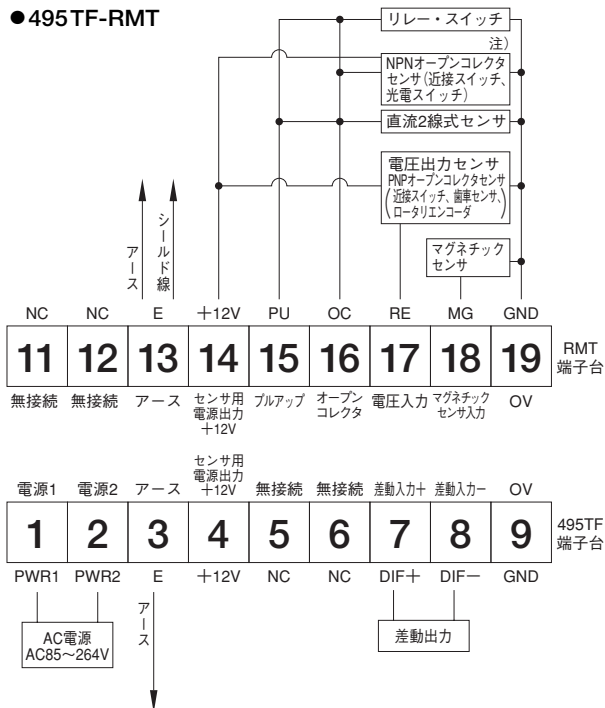 ●495TF-RMT
リレー・スイッチ
注）
NPNオープンコレクタ
センサ（近接スイッチ、
光電スイッチ）
直流2線式センサ
電圧出力センサ
PNPオープンコレクタセンサ
（近接スイッチ、歯車センサ、
ロータリエンコーダ）
マグネチック
センサ
アース
シールド線
NC NC E ＋12V PU OC RE MG GND
11 12 13 14 15 16 17 18 19
RMT
端子台
無接続 無接続 アース センサ用
電源出力
＋12V プルアップ オープン
コレクタ 電圧入力 マグネチック
センサ入力 OV
電源1 電源2 アース センサ用
電源出力
＋12V 無接続 無接続 差動入力＋ 差動入力－ OV
1 2 3 4 5 6 7 8 9
495TF
端子台
PWR1 PWR2 E ＋12V NC NC DIF＋ DIF－ GND
AC電源
AC85～264V
アース
差動出力